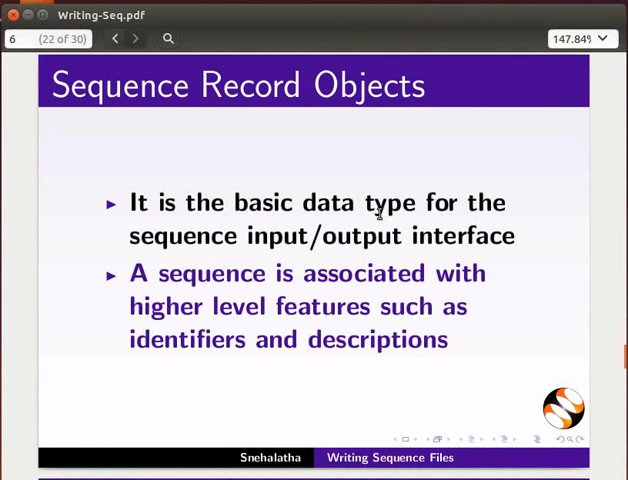 Writing-Seq.pdf
6 (22 of 30) 147.84%
Sequence Record Objects
It is the basic data type for the
sequence input/output interface
A sequence is associated with
higher level features such as
identifiers and descriptions
Snehalatha Writing Sequence Files